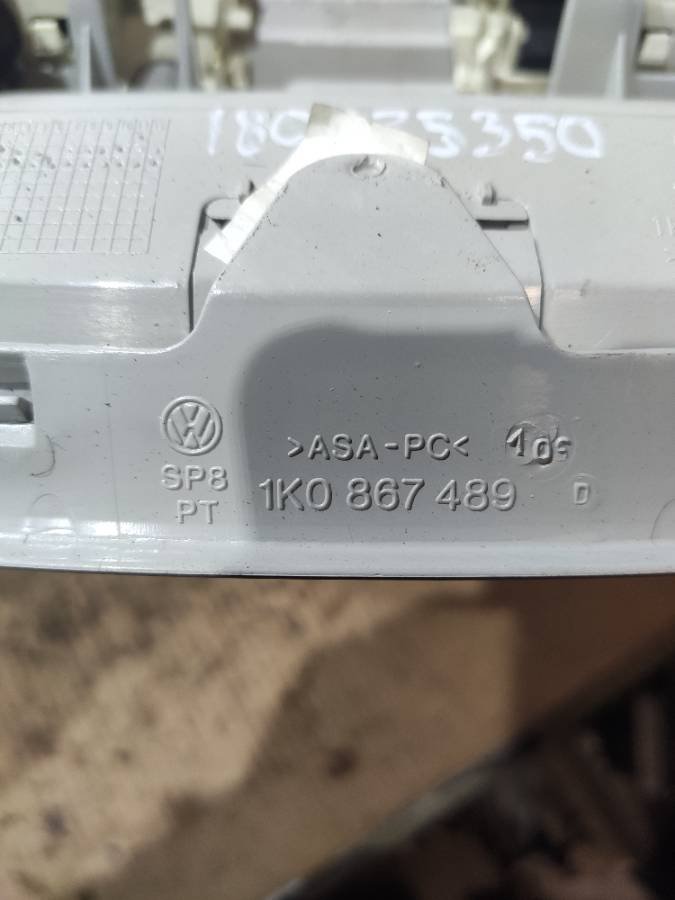 >ASA-PC<
SP8
PT
1K0 867 489 D